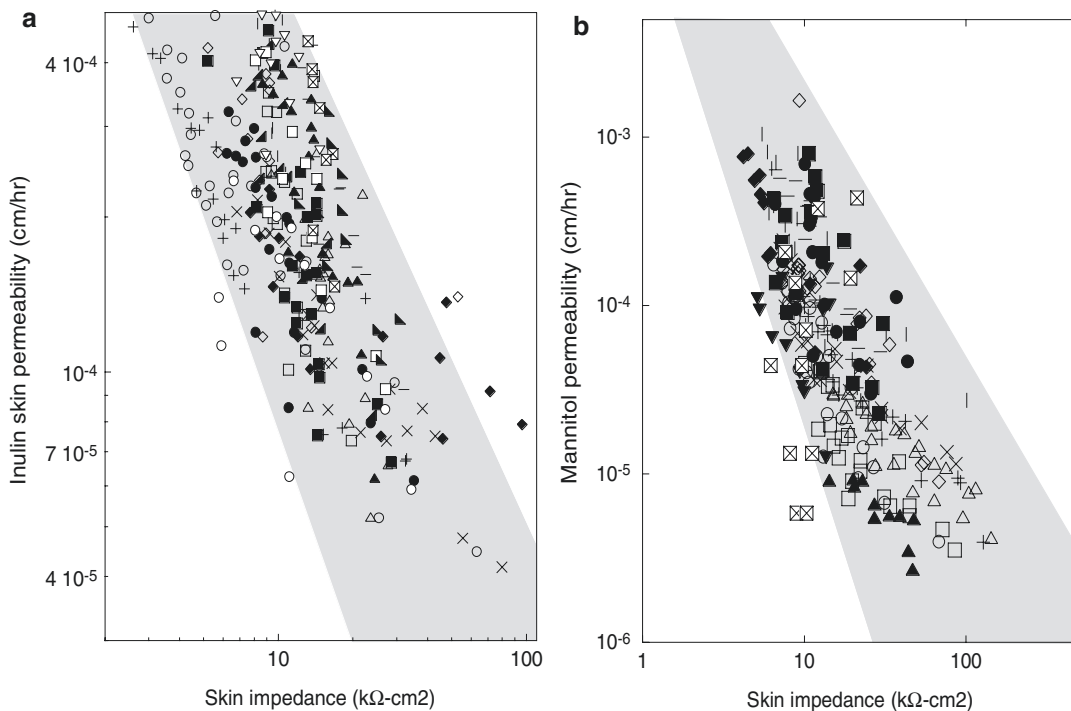 a
Inulin skin permeability (cm/hr)
4 10-4
10-4
7 10-5
4 10-5
10
100
Skin impedance (kΩ-cm2)
b
Mannitol permeability (cm/hr)
10-3
10-4
10-5
10-6
1
10
100
Skin impedance (kΩ-cm2)